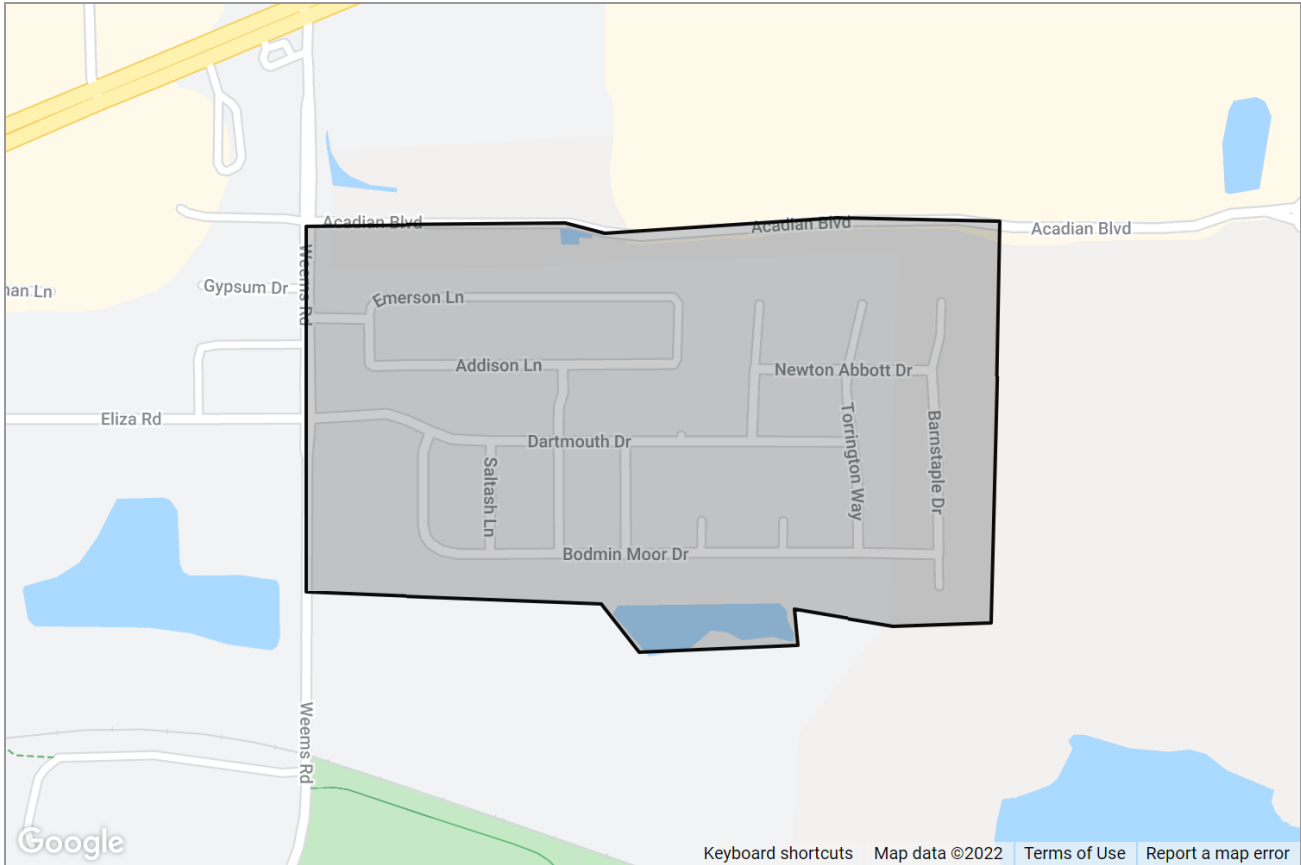 Acadian Blvd
Acadian Blvd
Acadian Blvd
Weems Rd
Gypsum Dr
Ln
Emerson Ln
Addison Ln
Newton Abbott Dr
Eliza Rd
Dartmouth Dr
Torrington Way
Barnstaple Dr
Saltash Ln
Bodmin Moor Dr
Weems Rd
Google
Keyboard shortcuts
Map data ©2022
Terms of Use
Report a map error